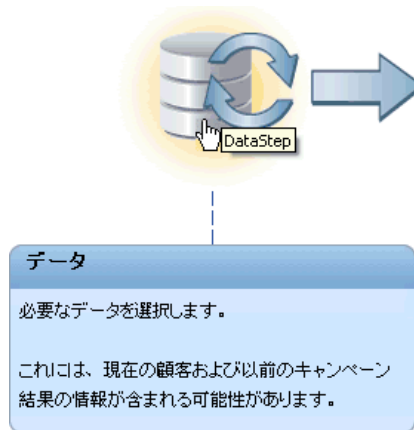 DataStep
データ
必要なデータを選択します。
これには、現在の顧客および以前のキャンペーン
結果の情報が含まれる可能性があります。